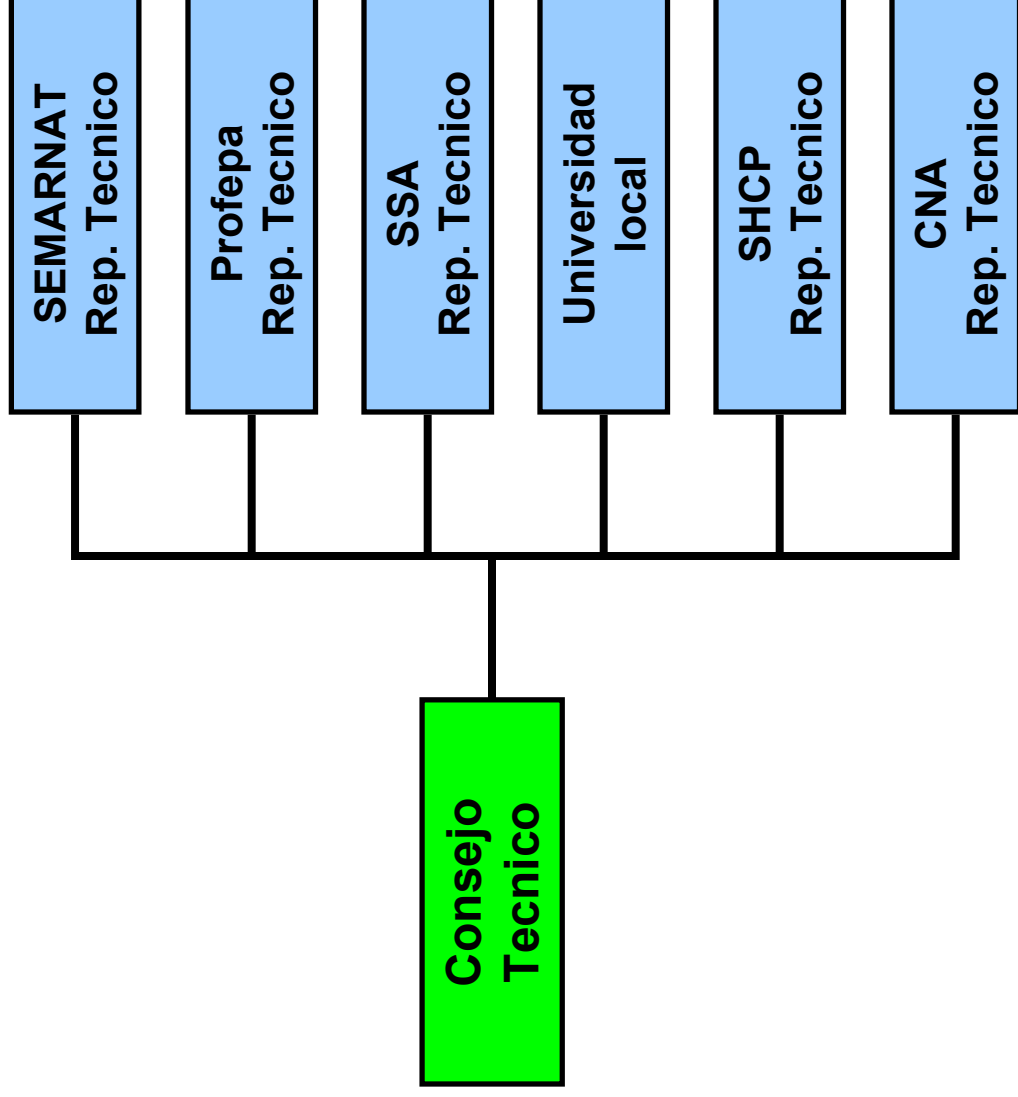 SEMARNAT
Rep. Tecnico
Profepa
Rep. Tecnico
SSA
Rep. Tecnico
Universidad
local
SHCP
Rep. Tecnico
CNA
Rep. Tecnico
Consejo
Tecnico